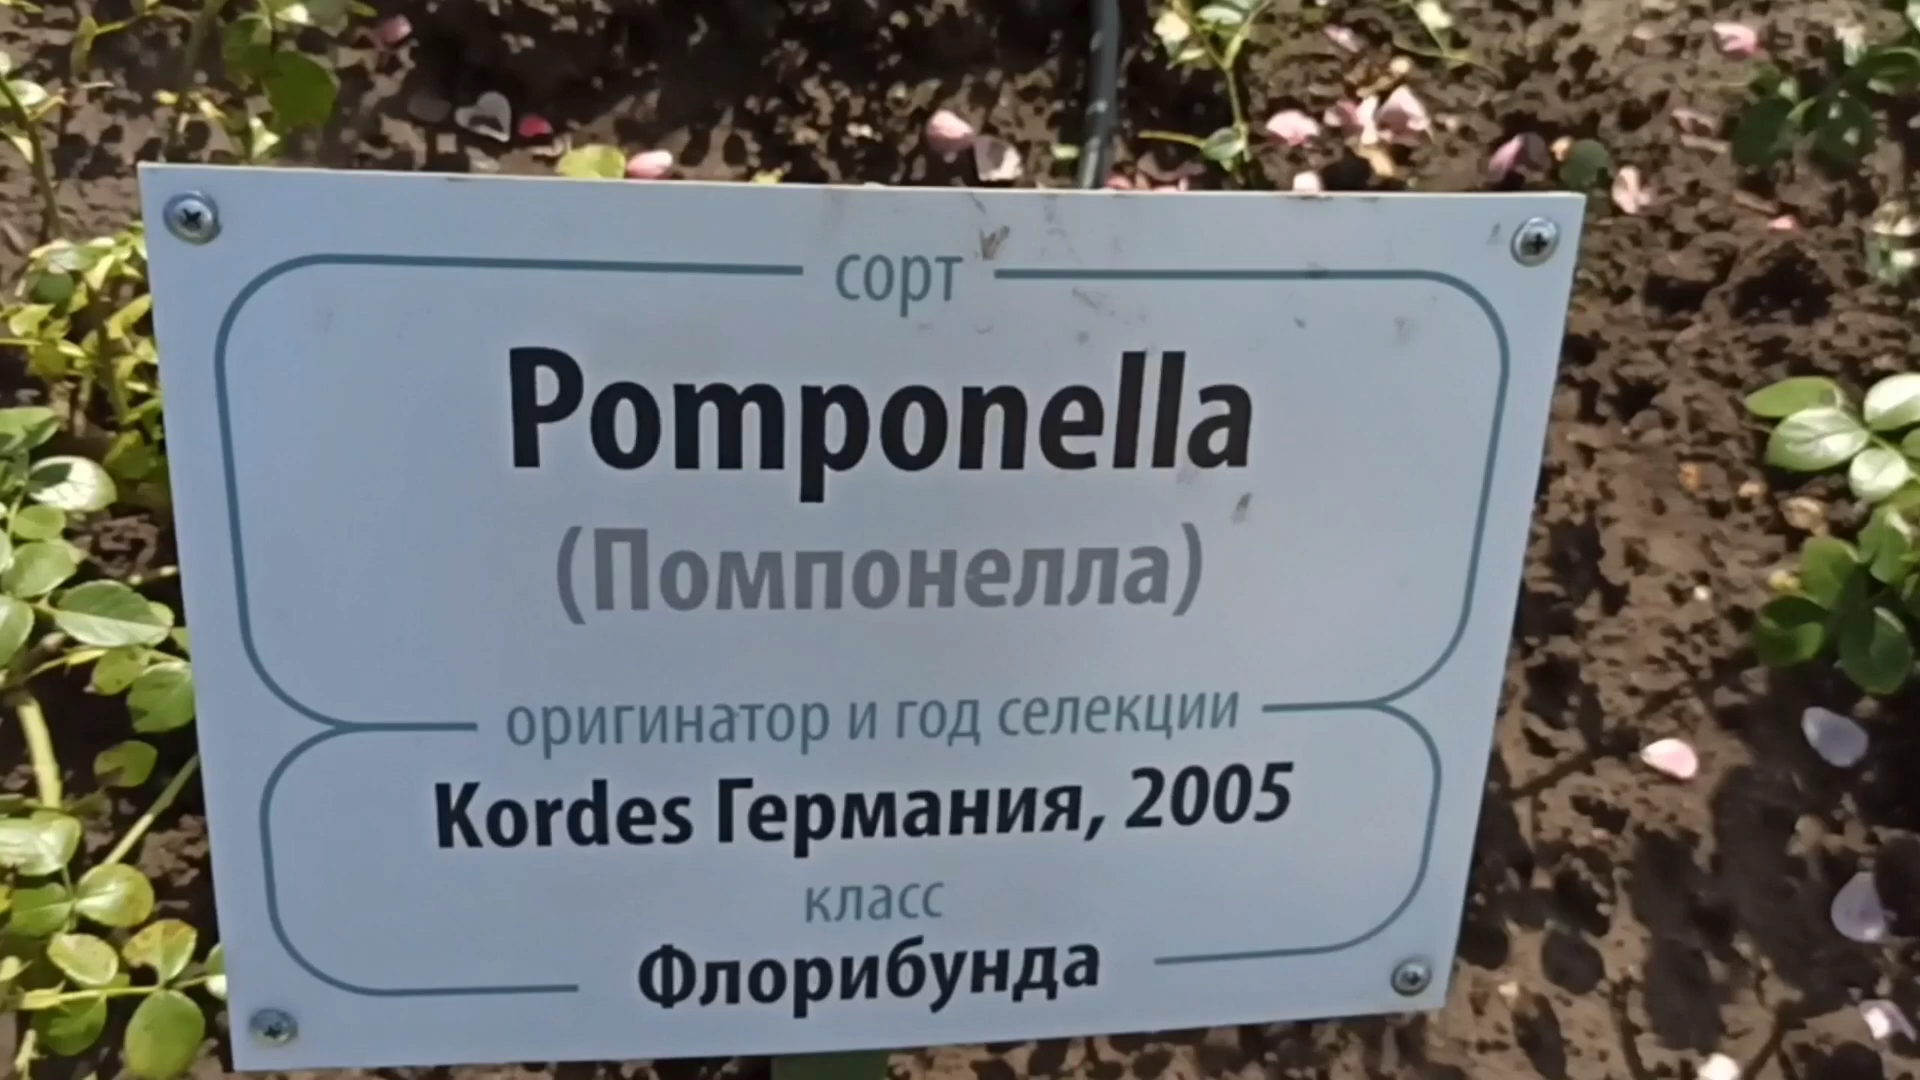 сорт
Pomponella
(Помпонелла)
оригинатор и год селекции
Kordes Германия, 2005
класс
Флорибунда